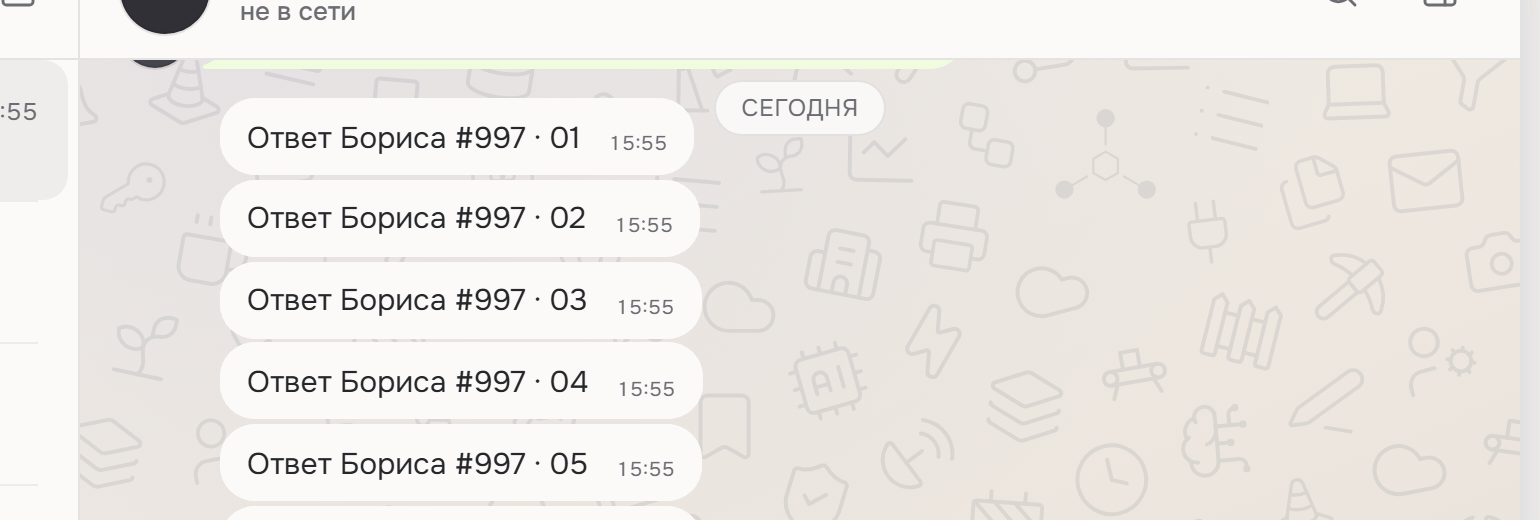 не в сети
:55
СЕГОДНЯ
Ответ Бориса #997 · 01 15:55
Ответ Бориса #997 · 02 15:55
Ответ Бориса #997 · 03 15:55
Ответ Бориса #997 · 04 15:55
Ответ Бориса #997 · 05 15:55
AI